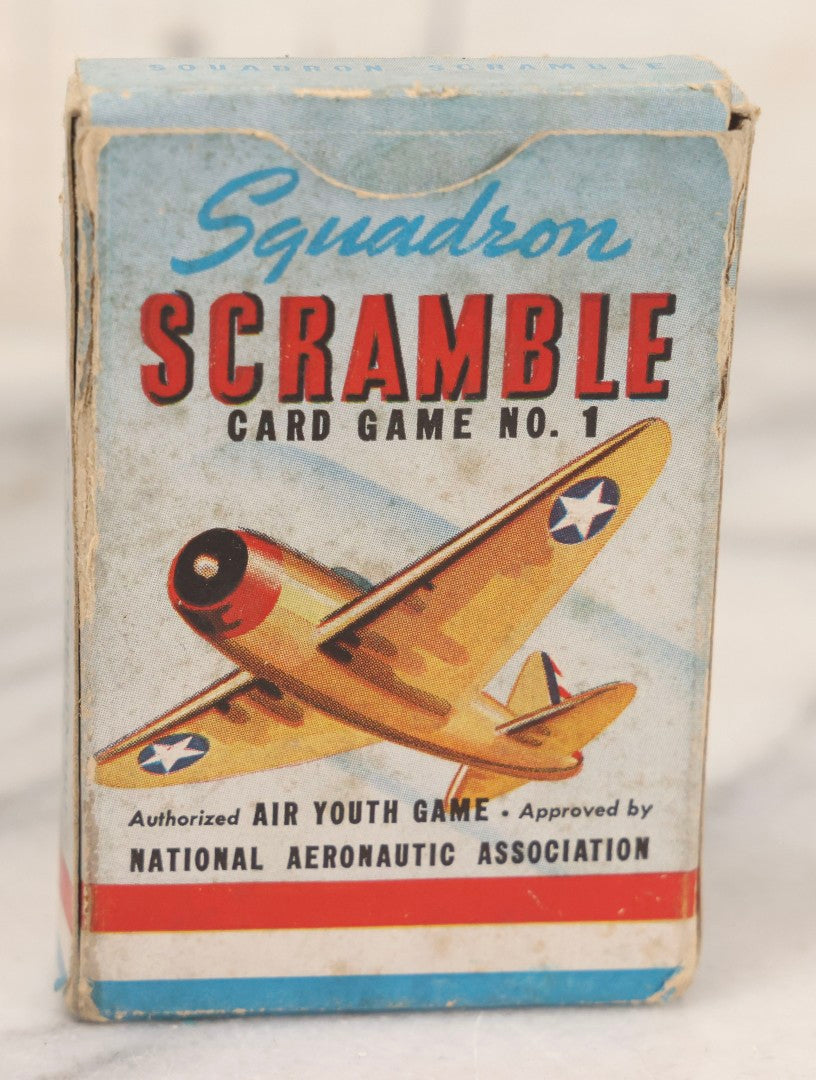 SQUADRON SCRAMBLE
Squadron
SCRAMBLE
CARD GAME NO. 1
Authorized AIR YOUTH GAME • Approved by
NATIONAL AERONAUTIC ASSOCIATION